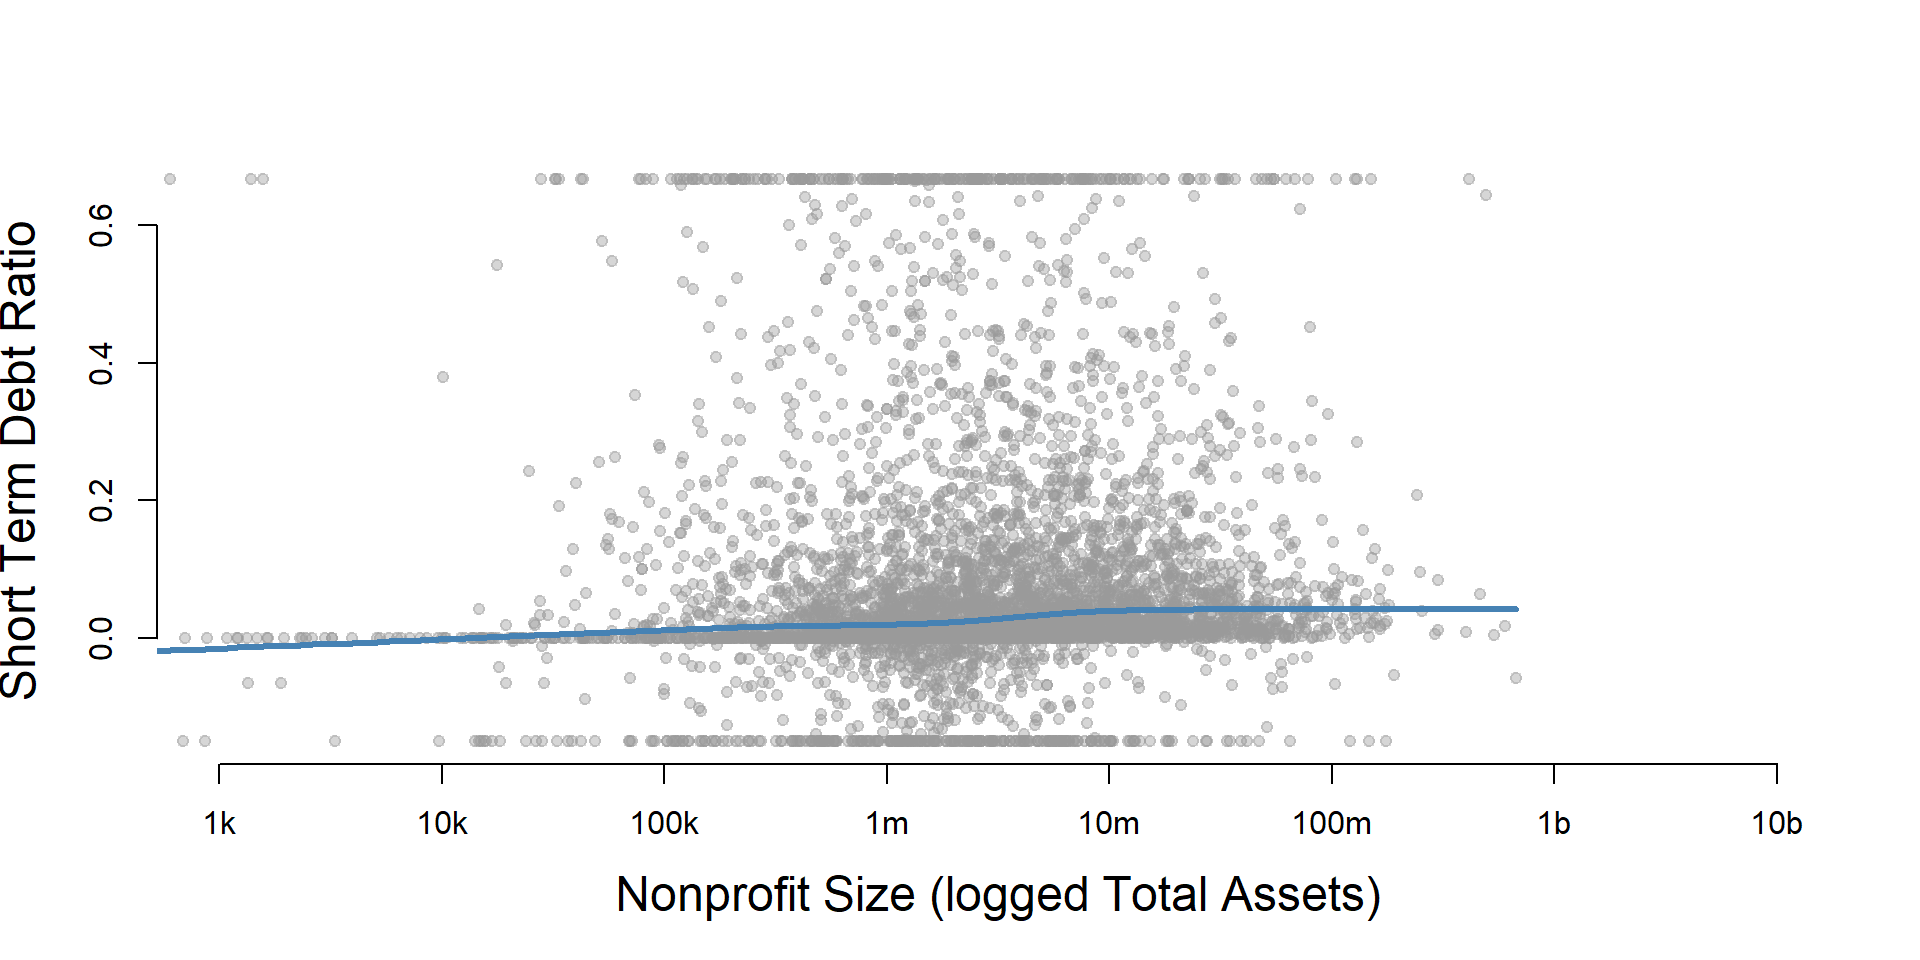 Short Term Debt Ratio
0.6
0.4
0.2
0.0
1k 10k 100k 1m 10m 100m 1b 10b
Nonprofit Size (logged Total Assets)